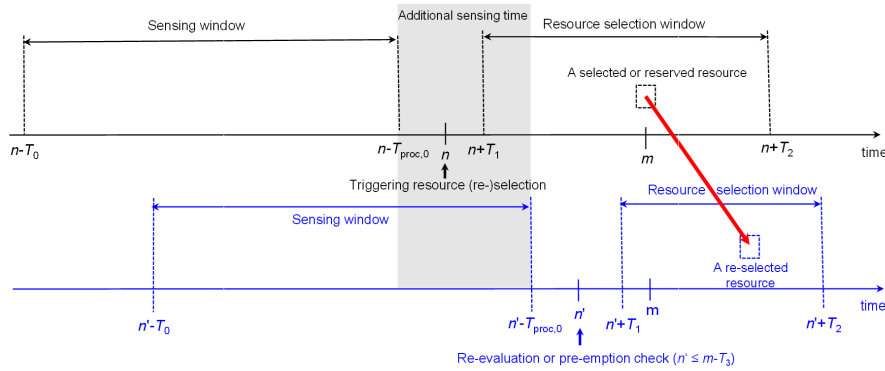 Additional sensing time
Sensing window
Resource selection window
A selected or reserved resource
n-T0
n-Tproc,0
n
n+T1
m
n+T2
time
Triggering resource (re-)selection
Sensing window
Resource selection window
A re-selected
resource
n'-T0
n'-Tproc,0
n'
n'+T1
m
n'+T2
time
Re-evaluation or pre-emption check (n' ≤ m-T3)